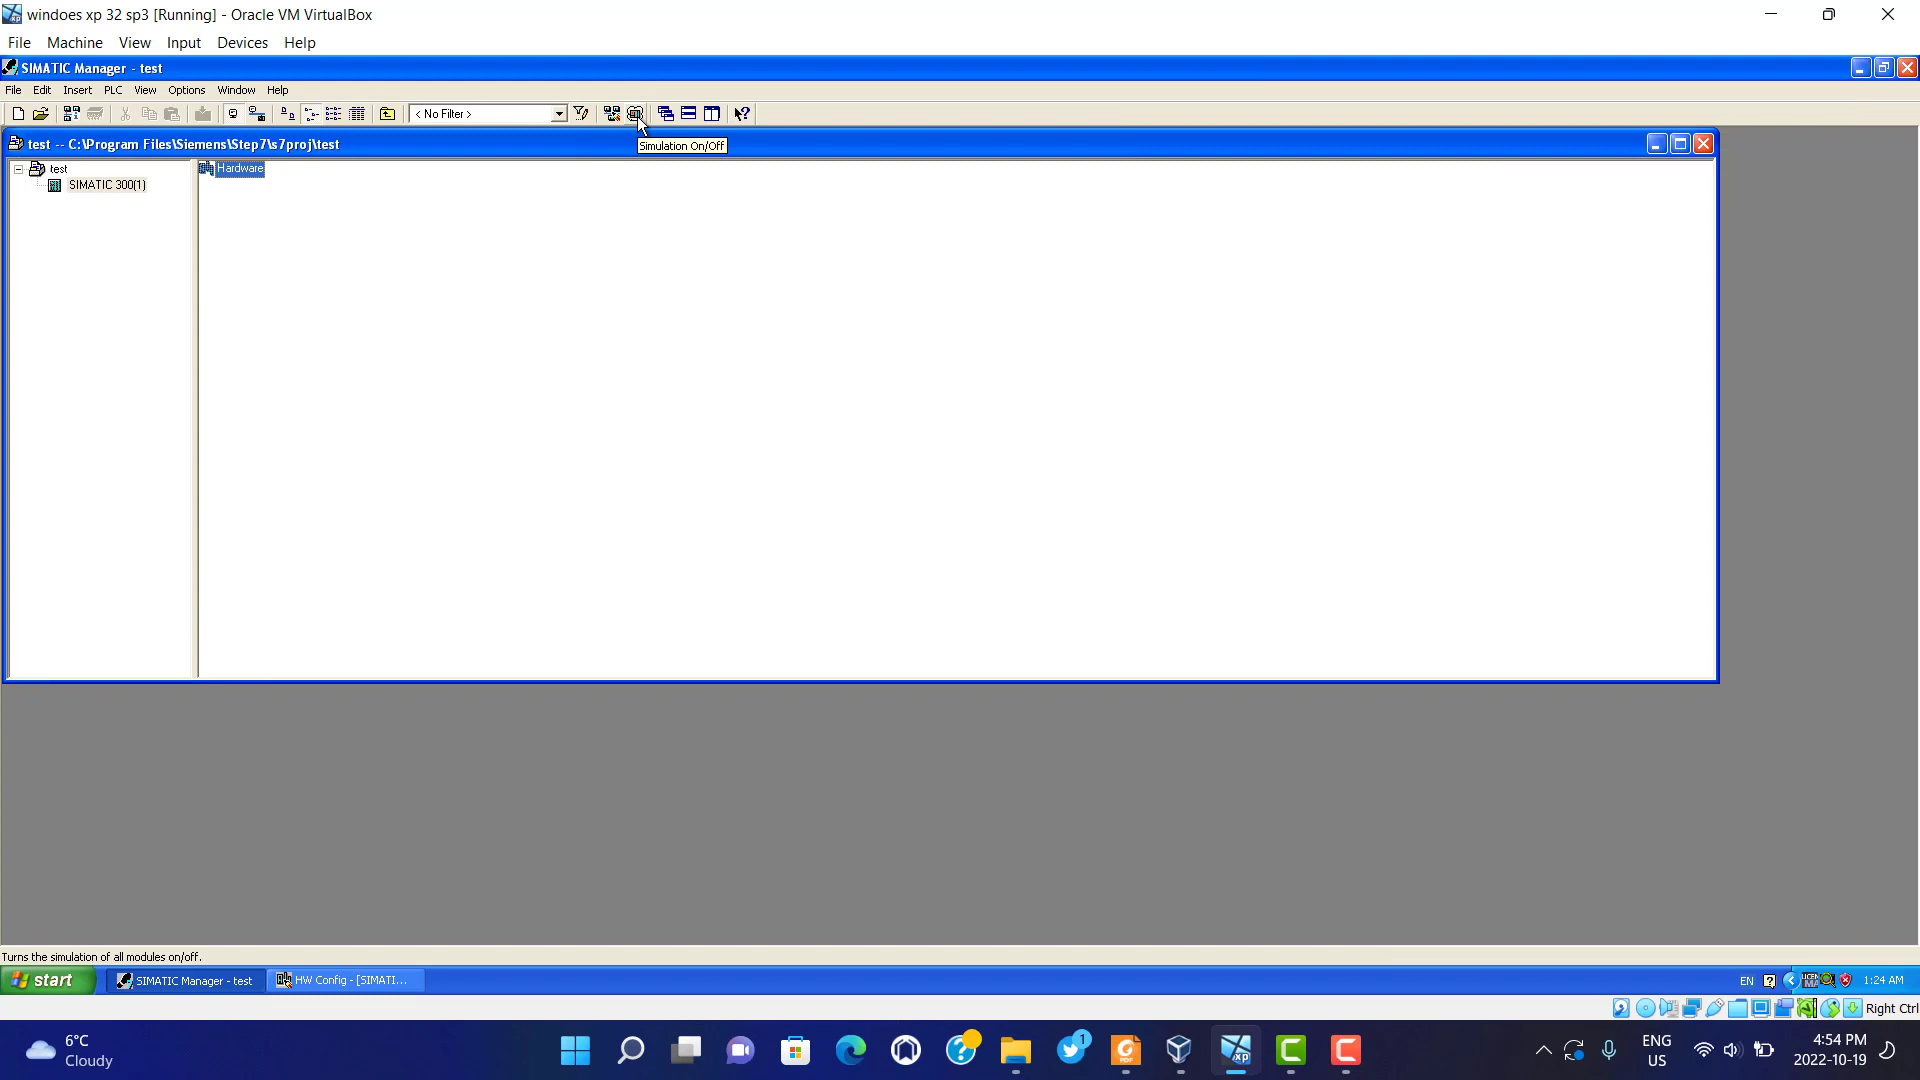 windoes xp 32 sp3 [Running] - Oracle VM VirtualBox
File Machine View Input Devices Help
SIMATIC Manager - test
File Edit Insert PLC View Options Window Help
< No Filter >
Simulation On/Off
test -- C:\Program Files\Siemens\Step7\s7proj\test
test
SIMATIC 300(1)
Hardware
Turns the simulation of all modules on/off.
start
SIMATIC Manager - test
HW Config - [SIMATI...
EN
1:24 AM
Right Ctrl
6°C
Cloudy
xp
1
ENG
US
4:54 PM
2022-10-19